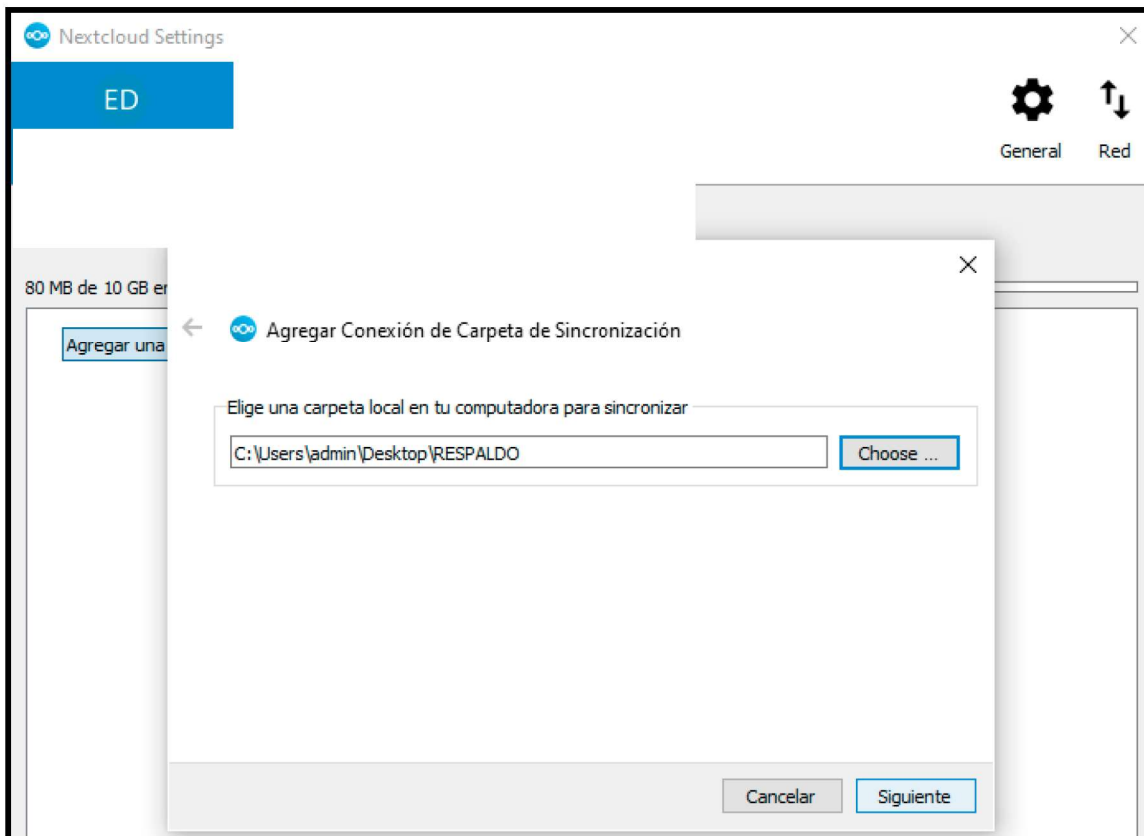 Nextcloud Settings
ED
General
Red
80 MB de 10 GB
Agregar una
Agregar Conexión de Carpeta de Sincronización
Elige una carpeta local en tu computadora para sincronizar
C:\Users\admin\Desktop\RESPALDO
Choose ...
Cancelar
Siguiente